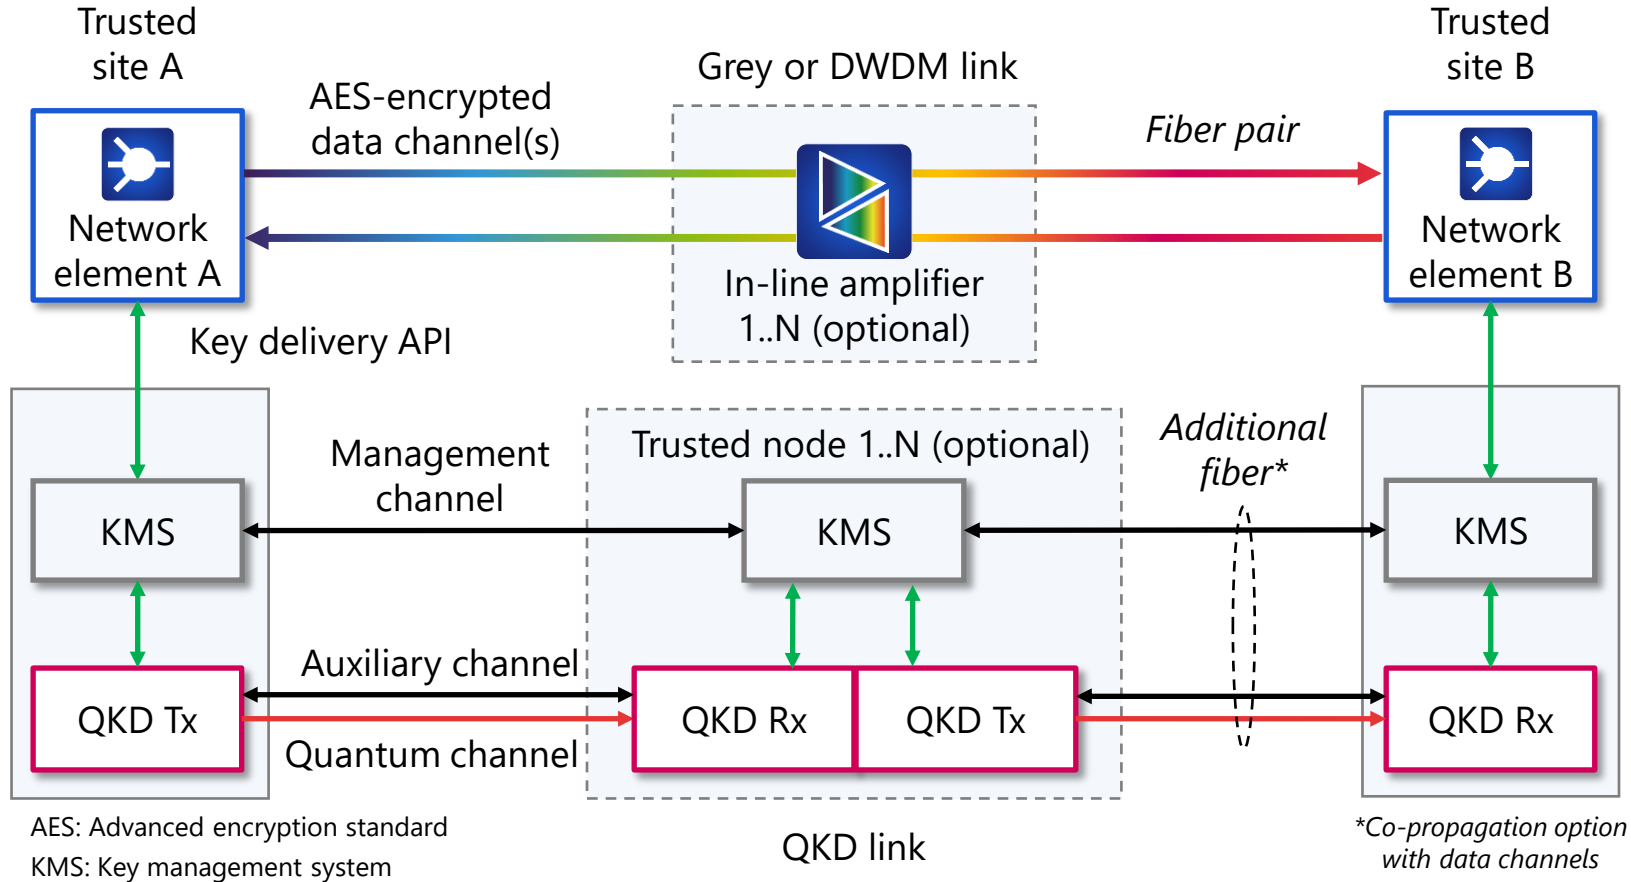 Trusted
site A
Trusted
site B
Grey or DWDM link
AES-encrypted
data channel(s)
Fiber pair
Network
element A
In-line amplifier
1..N (optional)
Network
element B
Key delivery API
Management
channel
Trusted node 1..N (optional)
Additional
fiber*
KMS
KMS
KMS
Auxiliary channel
QKD Tx
QKD Rx
QKD Tx
QKD Rx
Quantum channel
AES: Advanced encryption standard
KMS: Key management system
QKD link
*Co-propagation option
with data channels